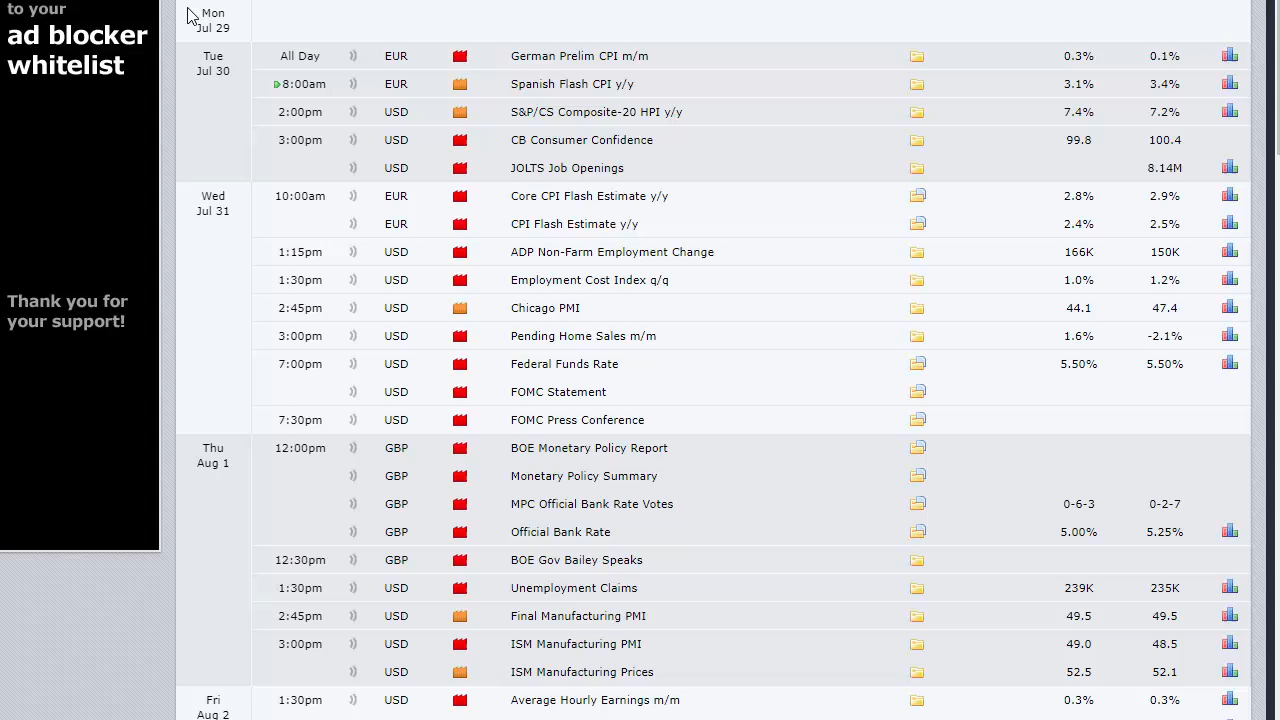 to your
ad blocker
whitelist
Thank you for
your support!
Mon
Jul 29
Tue
Jul 30
All Day EUR German Prelim CPI m/m 0.3% 0.1%
8:00am EUR Spanish Flash CPI y/y 3.1% 3.4%
2:00pm USD S&P/CS Composite-20 HPI y/y 7.4% 7.2%
3:00pm USD CB Consumer Confidence 99.8 100.4
USD JOLTS Job Openings 8.14M
Wed
Jul 31
10:00am EUR Core CPI Flash Estimate y/y 2.8% 2.9%
EUR CPI Flash Estimate y/y 2.4% 2.5%
1:15pm USD ADP Non-Farm Employment Change 166K 150K
1:30pm USD Employment Cost Index q/q 1.0% 1.2%
2:45pm USD Chicago PMI 44.1 47.4
3:00pm USD Pending Home Sales m/m 1.6% -2.1%
7:00pm USD Federal Funds Rate 5.50% 5.50%
USD FOMC Statement
7:30pm USD FOMC Press Conference
Thu
Aug 1
12:00pm GBP BOE Monetary Policy Report
GBP Monetary Policy Summary
GBP MPC Official Bank Rate Votes 0-6-3 0-2-7
GBP Official Bank Rate 5.00% 5.25%
12:30pm GBP BOE Gov Bailey Speaks
1:30pm USD Unemployment Claims 239K 235K
2:45pm USD Final Manufacturing PMI 49.5 49.5
3:00pm USD ISM Manufacturing PMI 49.0 48.5
USD ISM Manufacturing Prices 52.5 52.1
Fri
Aug 2
1:30pm USD Average Hourly Earnings m/m 0.3% 0.3%